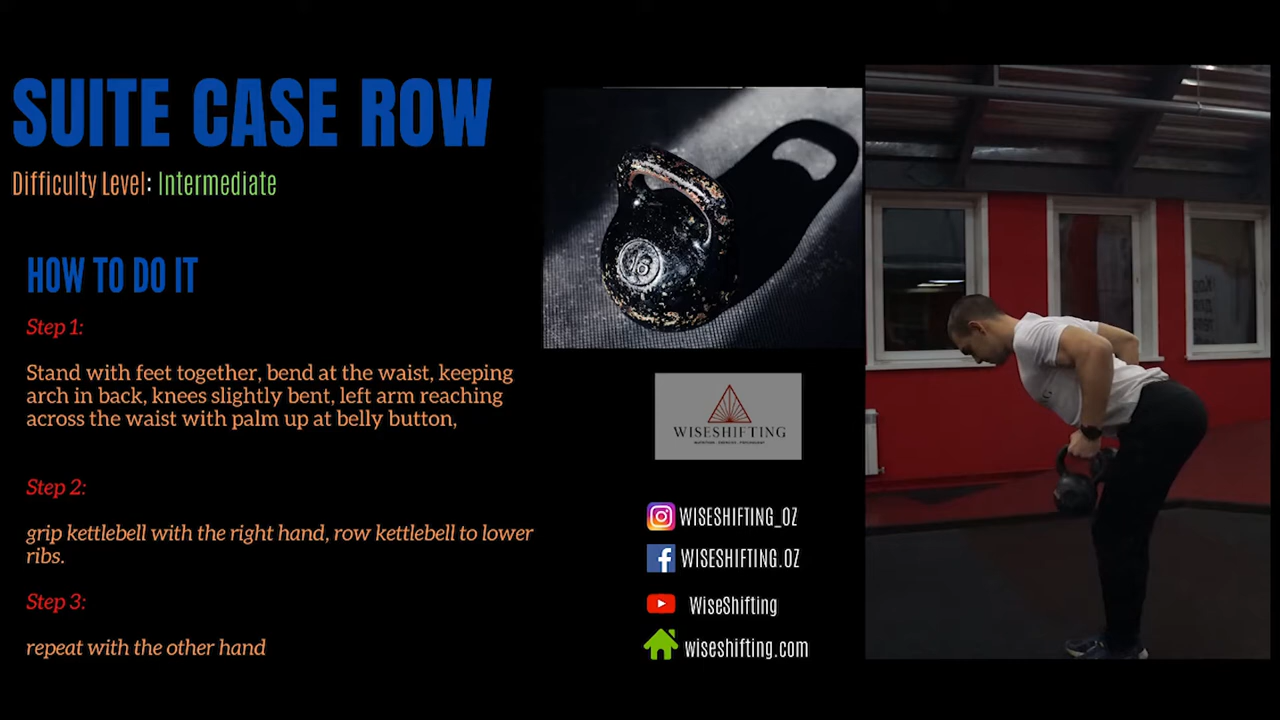 SUITE CASE ROW
Difficulty Level: Intermediate
HOW TO DO IT
Step 1:
Stand with feet together, bend at the waist, keeping
arch in back, knees slightly bent, left arm reaching
across the waist with palm up at belly button,
Step 2:
grip kettlebell with the right hand, row kettlebell to lower
ribs.
Step 3:
repeat with the other hand
16
WISESHIFTING
NUTRITION - EXERCISE - PSYCHOLOGY
WISESHIFTING_OZ
WISESHIFTING.OZ
WiseShifting
wiseshifting.com